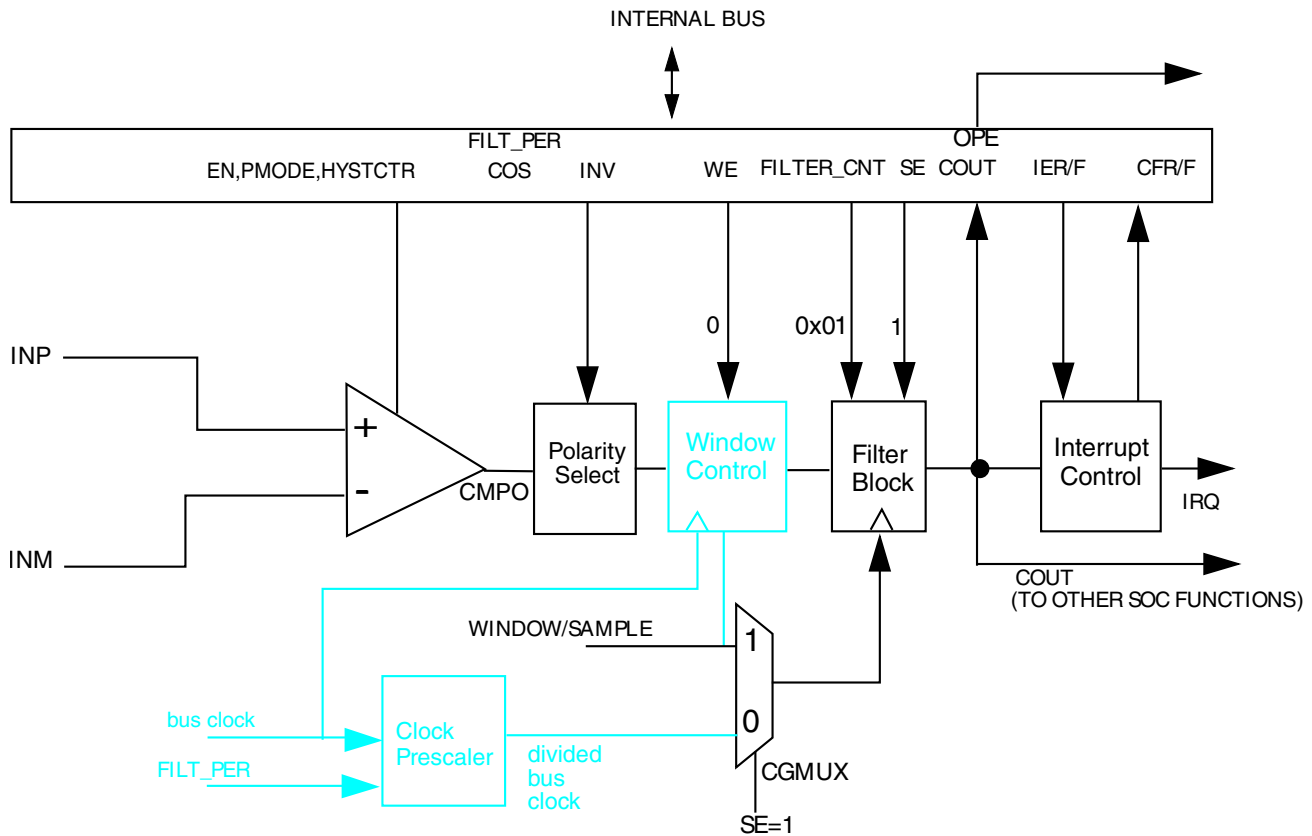 INTERNAL BUS
FILT_PER
OPE
EN,PMODE,HYSTCTR
COS
INV
WE
FILTER_CNT
SE
COUT
IER/F
CFR/F
0
0x01
1
INP
+
-
INM
CMPO
Polarity
Select
Window
Control
Filter
Block
Interrupt
Control
IRQ
COUT
(TO OTHER SOC FUNCTIONS)
WINDOW/SAMPLE
1
0
bus clock
FILT_PER
Clock
Prescaler
divided
bus
clock
CGMUX
SE=1